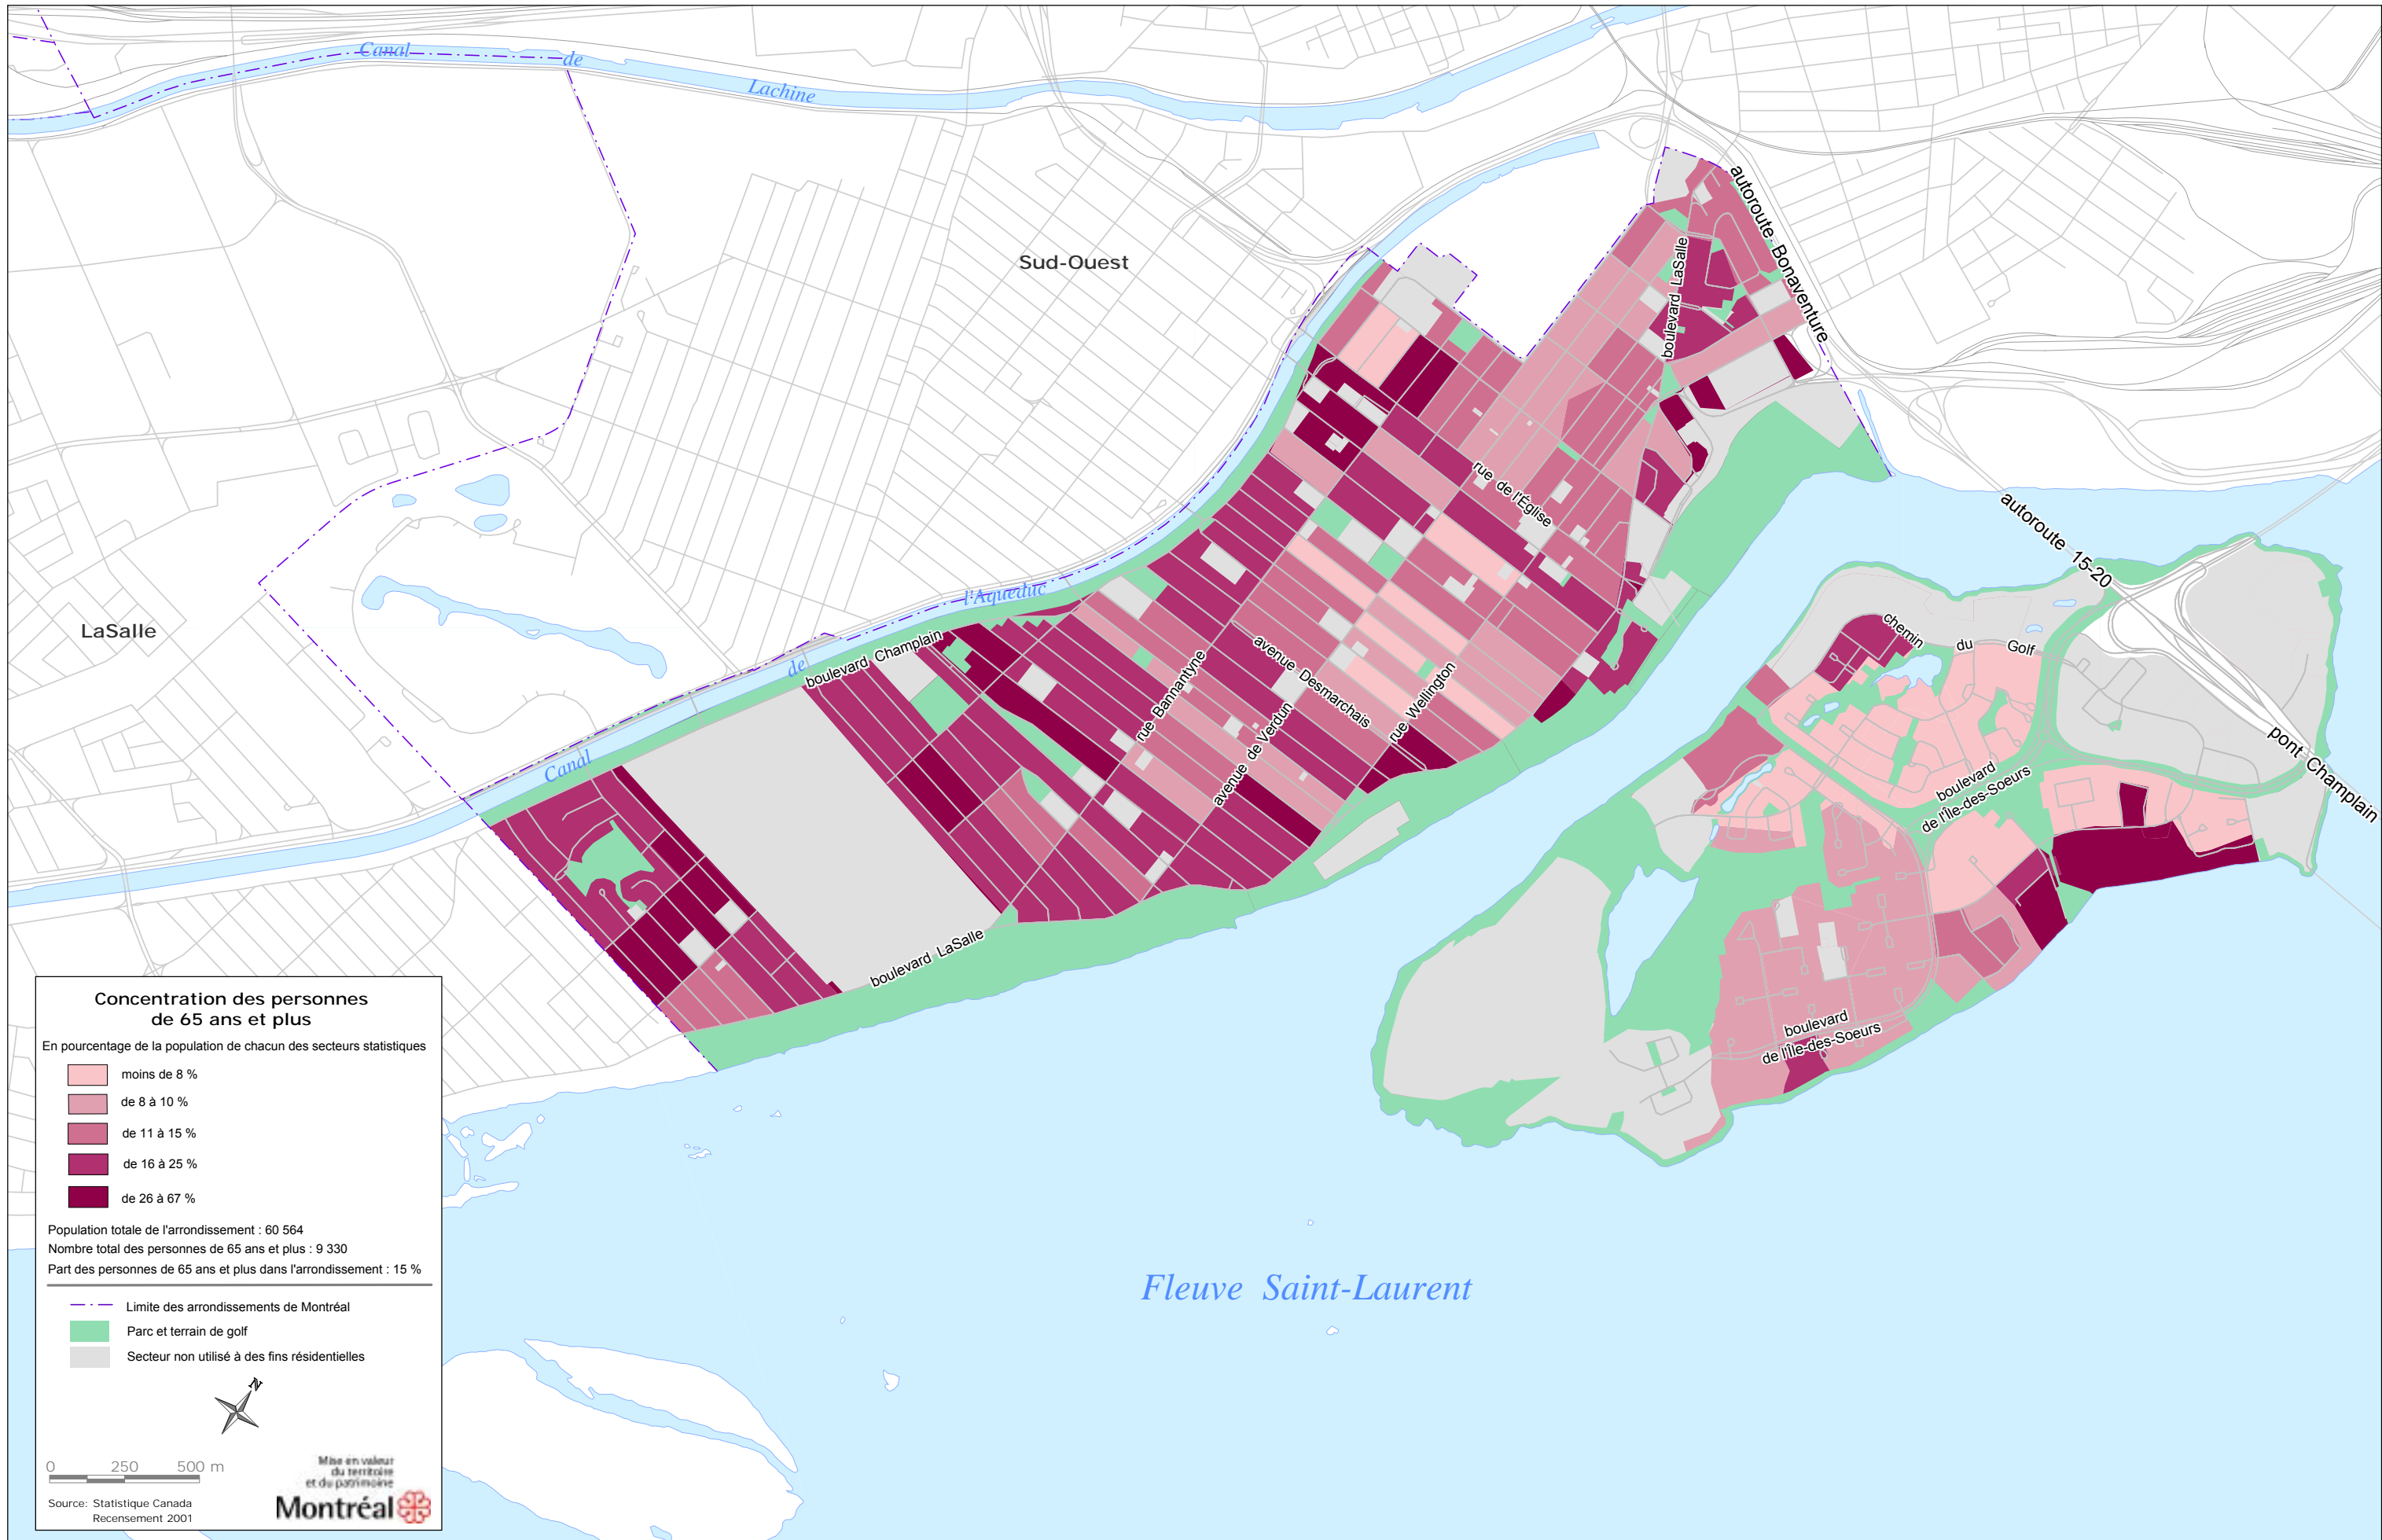 Canal
de
Lachine
Sud-Ouest
LaSalle
autoroute Bonaventure
boulevard LaSalle
rue de l'Église
autoroute 15-20
l'Aqueduc
de
Canal
boulevard Champlain
rue Bannantyne
avenue Desmarchais
avenue de Verdun
rue Wellington
chemin
du
Golf
boulevard
de l'Île-des-Soeurs
pont Champlain
boulevard LaSalle
boulevard
de l'Île-des-Soeurs
Fleuve Saint-Laurent
Concentration des personnes
de 65 ans et plus
En pourcentage de la population de chacun des secteurs statistiques
moins de 8 %
de 8 à 10 %
de 11 à 15 %
de 16 à 25 %
de 26 à 67 %
Population totale de l'arrondissement : 60 564
Nombre total des personnes de 65 ans et plus : 9 330
Part des personnes de 65 ans et plus dans l'arrondissement : 15 %
Limite des arrondissements de Montréal
Parc et terrain de golf
Secteur non utilisé à des fins résidentielles
N
0 250 500 m
Mise en valeur
du territoire
et du patrimoine
Montréal
Source: Statistique Canada
Recensement 2001